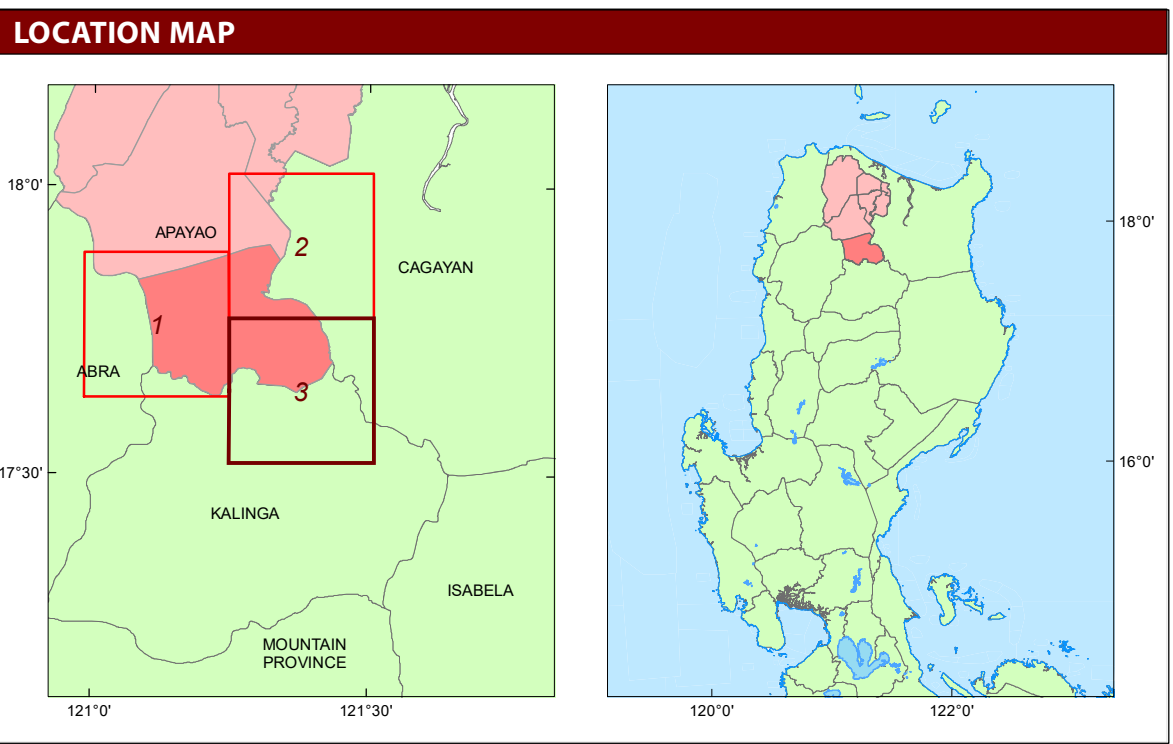 LOCATION MAP
18°0'
APAYAO
2
CAGAYAN
1
ABRA
3
17°30'
KALINGA
ISABELA
MOUNTAIN
PROVINCE
121°0'
121°30'
18°0'
16°0'
120°0'
122°0'